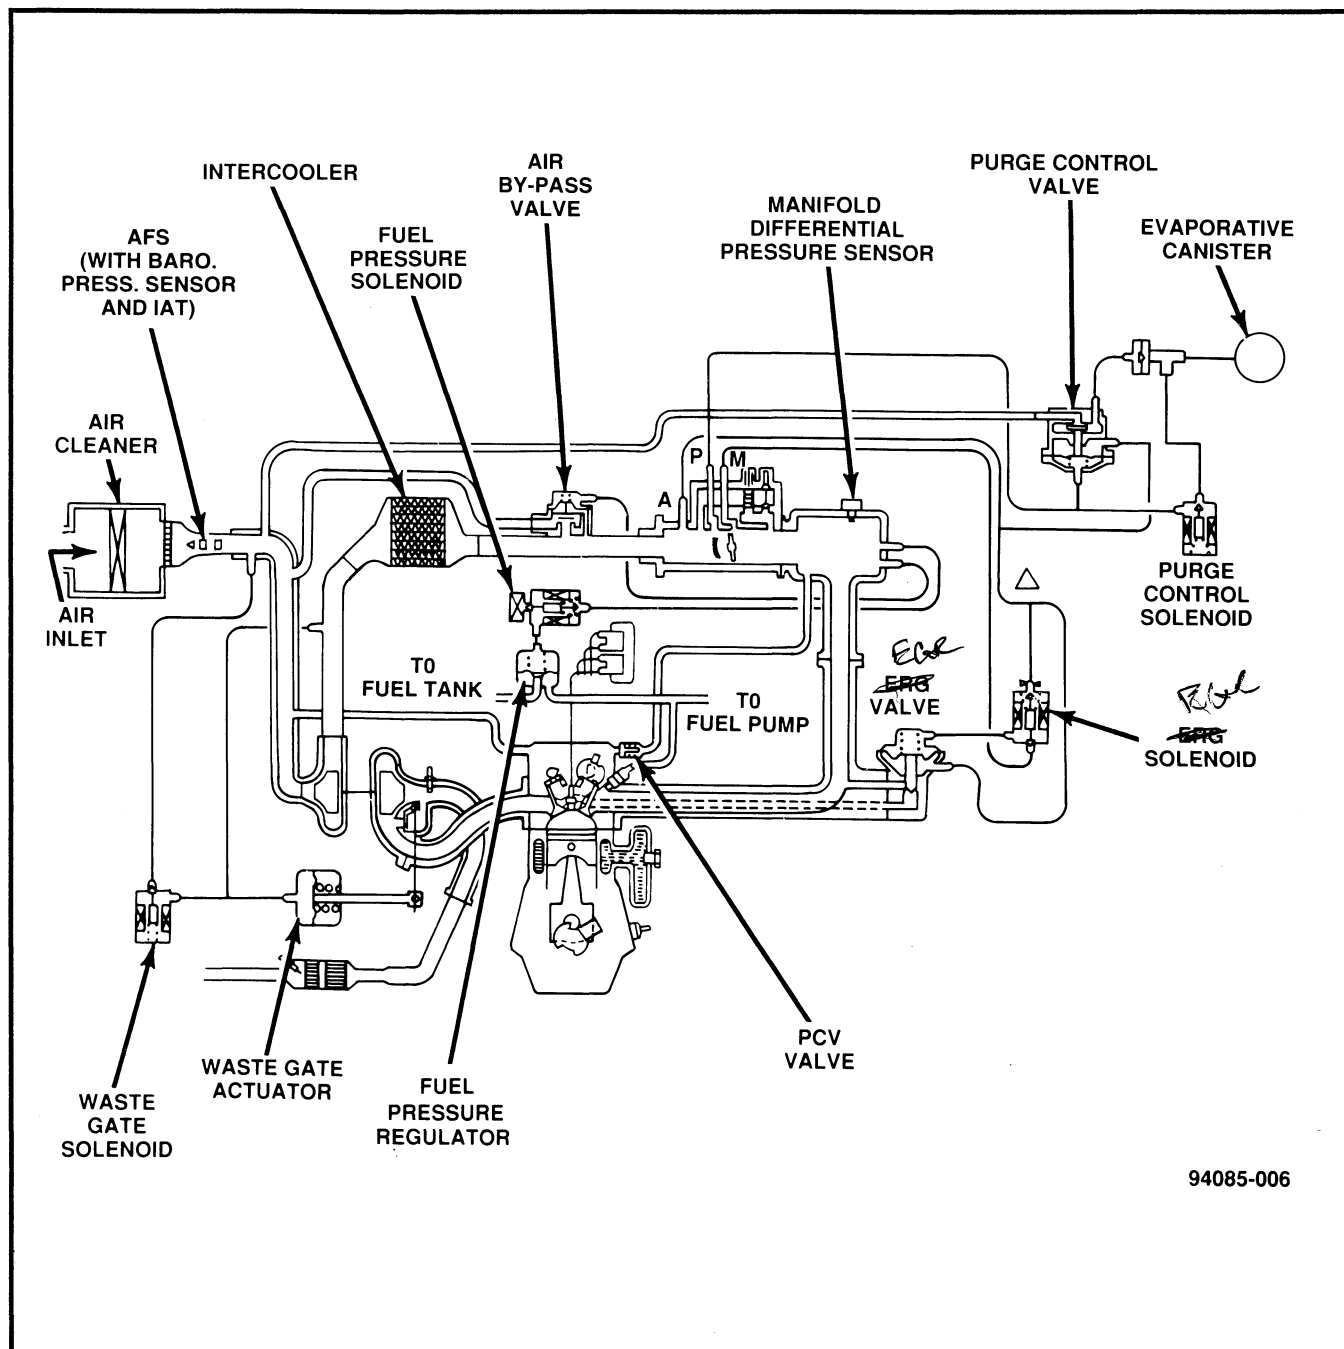 INTERCOOLER
AIR
BY-PASS
VALVE
PURGE CONTROL
VALVE
MANIFOLD
DIFFERENTIAL
PRESSURE SENSOR
EVAPORATIVE
CANISTER
AFS
(WITH BARO.
PRESS. SENSOR
AND IAT)
FUEL
PRESSURE
SOLENOID
AIR
CLEANER
P
M
A
AIR
INLET
PURGE
CONTROL
SOLENOID
T0
FUEL TANK
T0
FUEL PUMP
EGR
ERG
VALVE
EGR
ERG
SOLENOID
PCV
VALVE
WASTE GATE
ACTUATOR
FUEL
PRESSURE
REGULATOR
WASTE
GATE
SOLENOID
94085-006